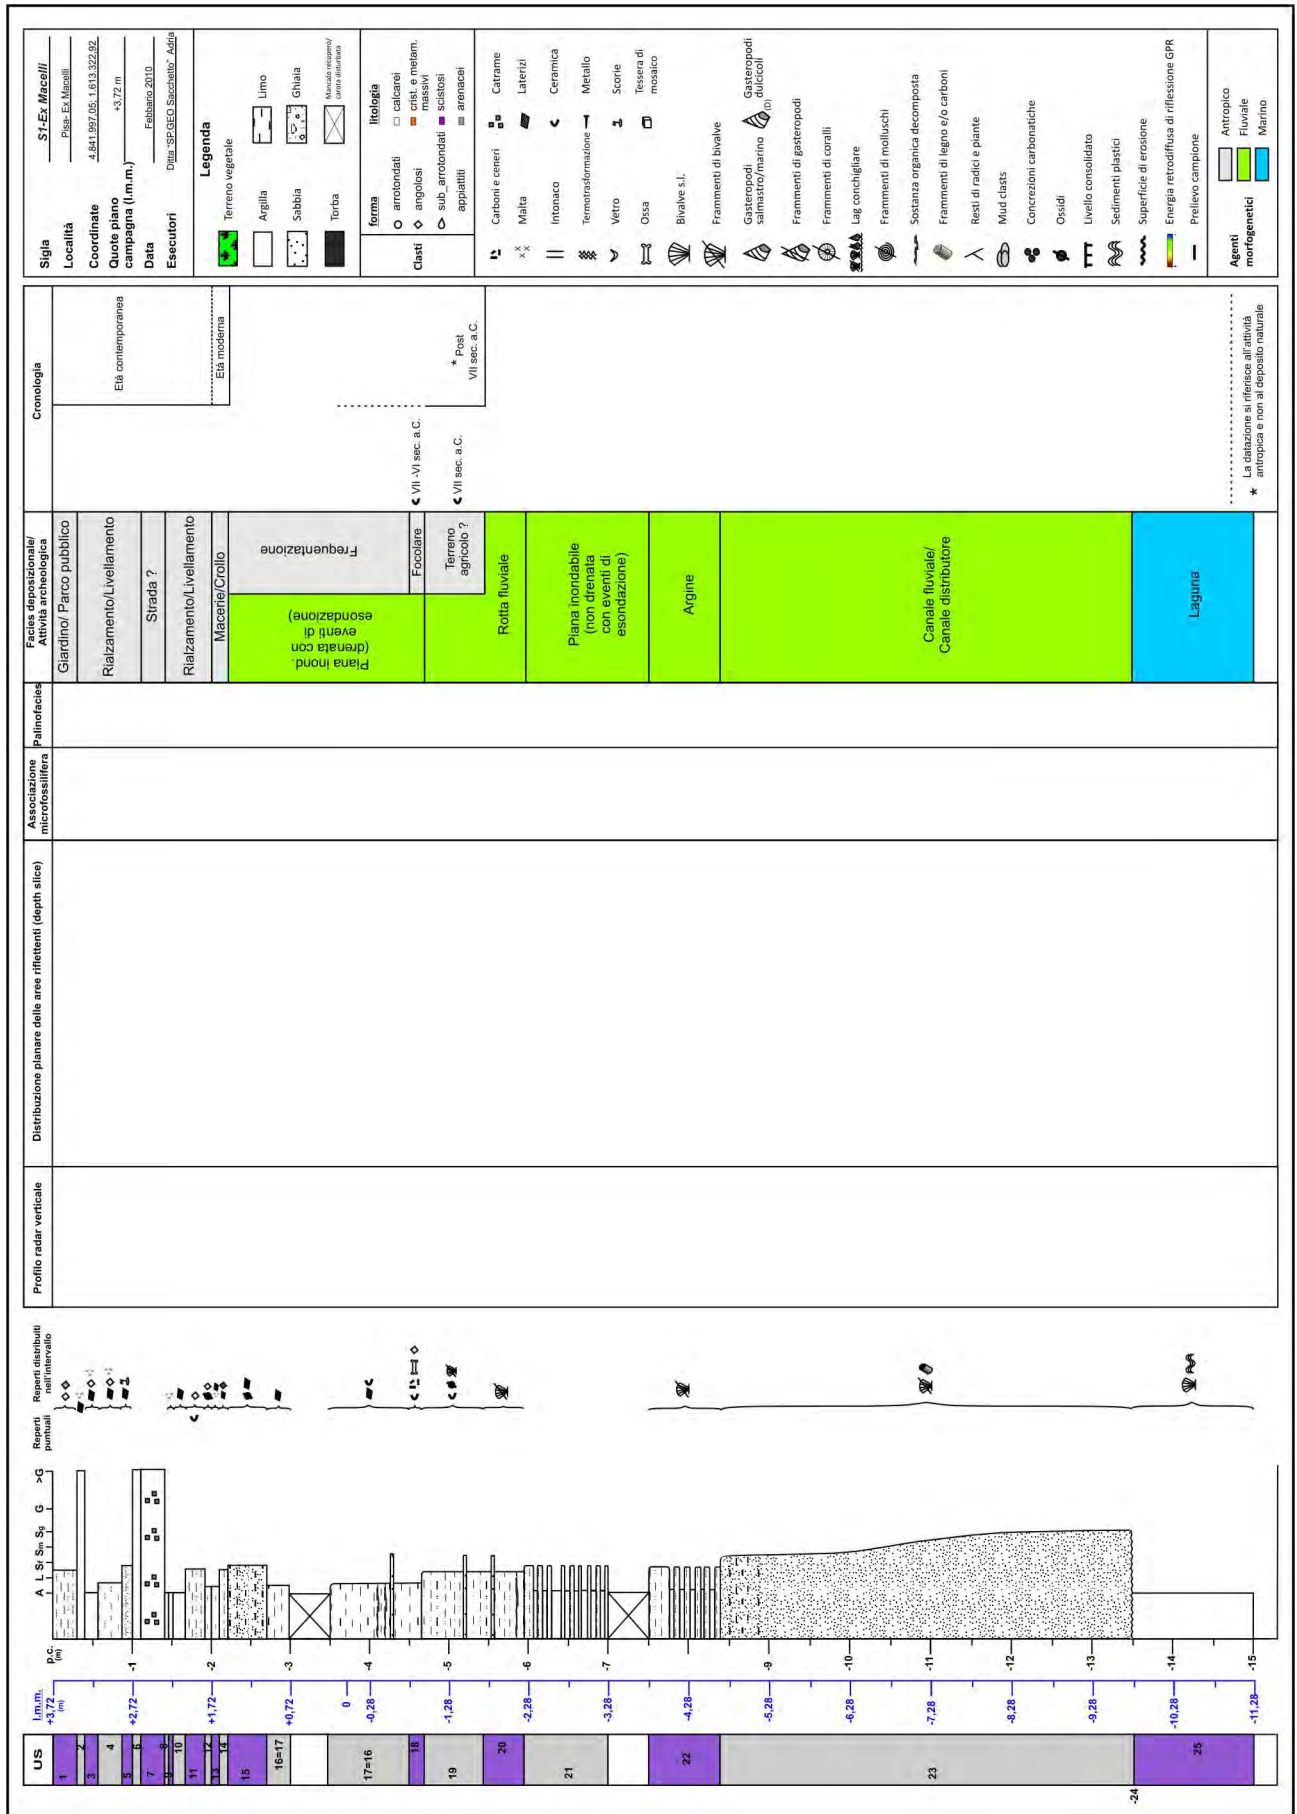 Sigla S1-Ex Macelli
Località Pisa- Ex Macelli
Coordinate 4.841.997,05; 1.613.322,92
Quote piano
campagna (l.m.m.) +3,72 m
Data Febbario 2010
Esecutori Ditta "SP.GEO Sacchetto" Adria
Legenda
Terreno vegetale
Argilla
Limo
Sabbia
Ghiaia
Torba
Mancate recupero/
carota disturbata
Clasti
forma
arrotondati
angolosi
sub_arrotondati
appiattiti
litologia
calcarei
crist. e metam.
massivi
scistosi
arenacei
Carboni e ceneri
Catrame
Malta
Laterizi
Intonaco
Ceramica
Termotrasformazione
Metallo
Vetro
Scorie
Ossa
Tessera di
mosaico
Bivalve s.l.
Frammenti di bivalve
Gasteropodi
salmastro/marino
Gasteropodi
dulcicoli
(D)
Frammenti di gasteropodi
Frammenti di coralli
Lag conchigliare
Frammenti di molluschi
Sostanza organica decomposta
Frammenti di legno e/o carboni
Resti di radici e piante
Mud clasts
Concrezioni carbonatiche
Ossidi
Livello consolidato
Sedimenti plastici
Superficie di erosione
Energia retrodiffusa di riflessione GPR
Prelievo campione
Agenti
morfogenetici
Antropico
Fluviale
Marino
US
l.m.m.
(m)
p.c.
(m)
A L Sr Sm Sg G >G
Reperti
puntuali
Reperti distribuiti
nell'intervallo
Profilo radar verticale
Distribuzione planare delle aree riflettenti (depth slice)
Associazione
microfossilifera
Palinofacies
Facies deposizionale/
Attività archeologica
Cronologia
1
2
3
4
5
6
7
8
9
10
11
12
13
14
15
16=17
17=16
18
19
20
21
22
23
-24
25
+3,72
+2,72
+1,72
+0,72
0
-0,28
-1,28
-2,28
-3,28
-4,28
-5,28
-6,28
-7,28
-8,28
-9,28
-10,28
-11,28
-1
-2
-3
-4
-5
-6
-7
-8
-9
-10
-11
-12
-13
-14
-15
Giardino/ Parco pubblico
Rialzamento/Livellamento
Strada ?
Rialzamento/Livellamento
Macerie/Crollo
Piana inond.
(drenata con
eventi di
esondazione)
Frequentazione
Focolare
Terreno
agricolo ?
Rotta fluviale
Piana inondabile
(non drenata
con eventi di
esondazione)
Argine
Canale fluviale/
Canale distributore
Laguna
Età contemporanea
Età moderna
VII -VI sec. a.C.
VII sec. a.C.
* Post
VII sec. a.C.
* La datazione si riferisce all'attività
antropica e non al deposito naturale